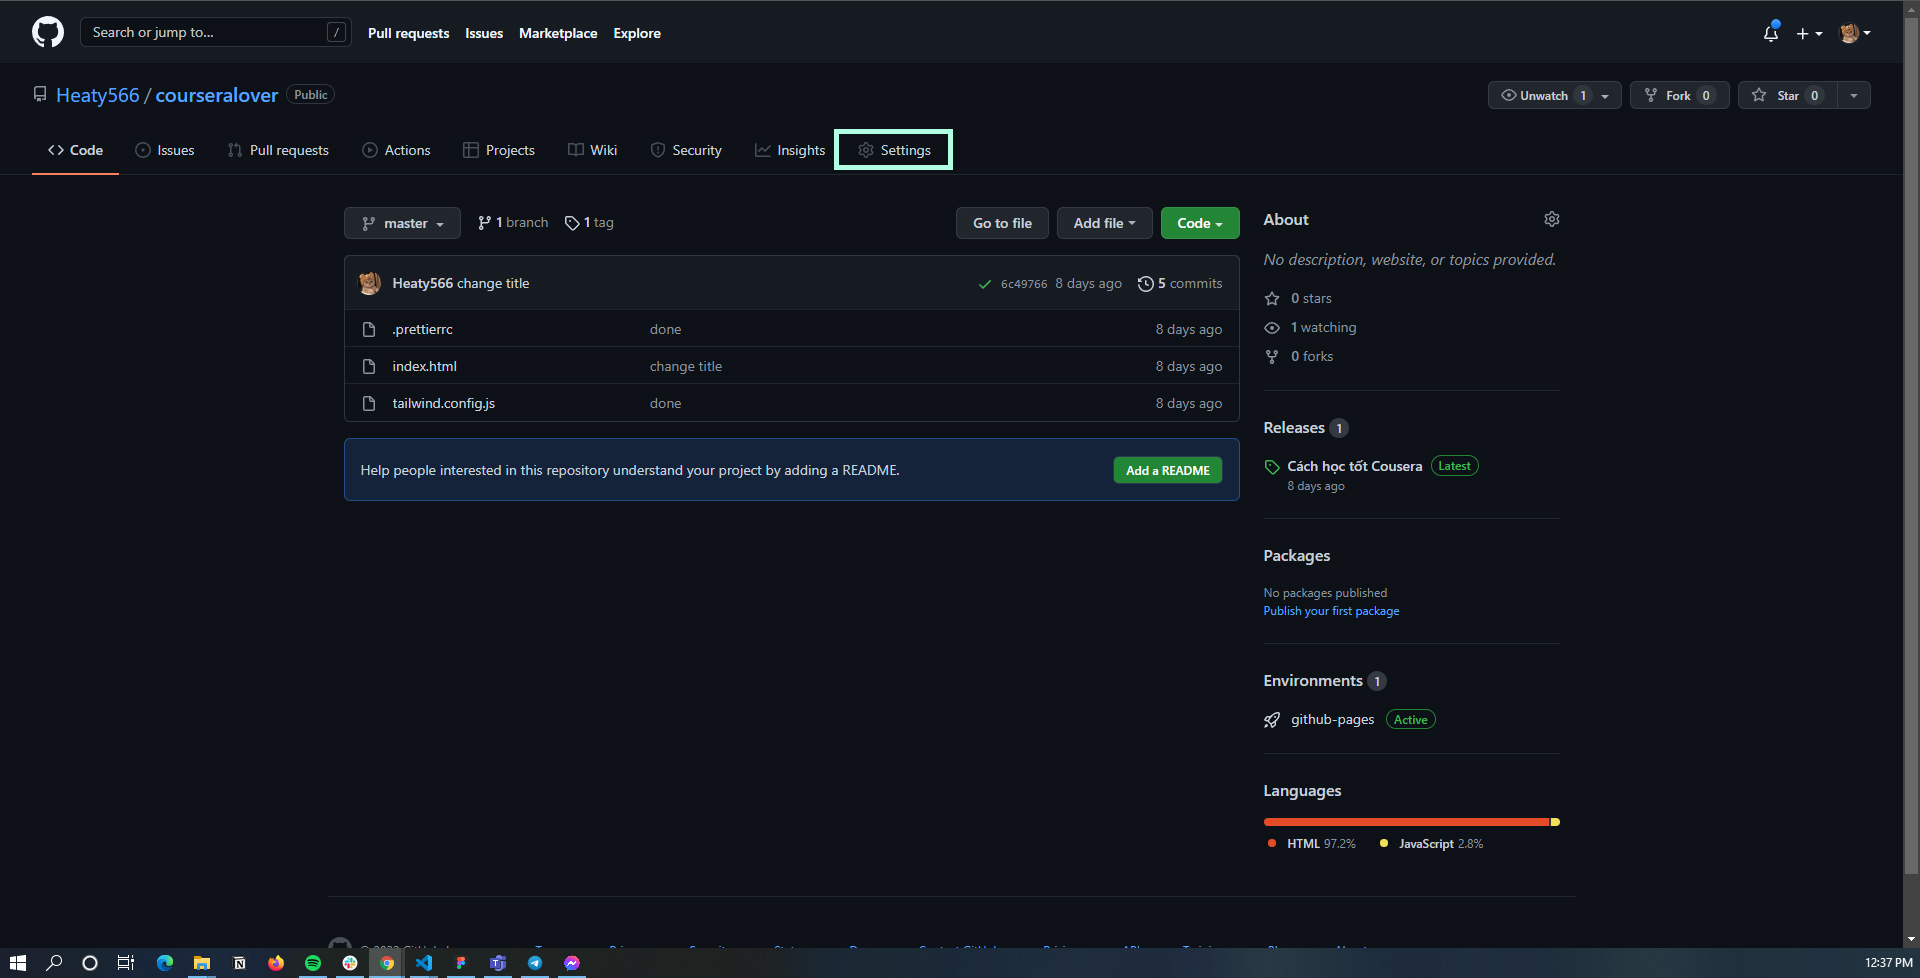 Search or jump to... /
Pull requests Issues Marketplace Explore
Heaty566 / courseralover Public
Unwatch 1 Fork 0 Star 0
Code Issues Pull requests Actions Projects Wiki Security Insights Settings
master 1 branch 1 tag Go to file Add file Code
Heaty566 change title 6c49766 8 days ago 5 commits
.prettierrc done 8 days ago
index.html change title 8 days ago
tailwind.config.js done 8 days ago
Help people interested in this repository understand your project by adding a README. Add a README
About
No description, website, or topics provided.
0 stars
1 watching
0 forks
Releases 1
Cách học tốt Cousera Latest
8 days ago
Packages
No packages published
Publish your first package
Environments 1
github-pages Active
Languages
HTML 97.2% JavaScript 2.8%
12:37 PM